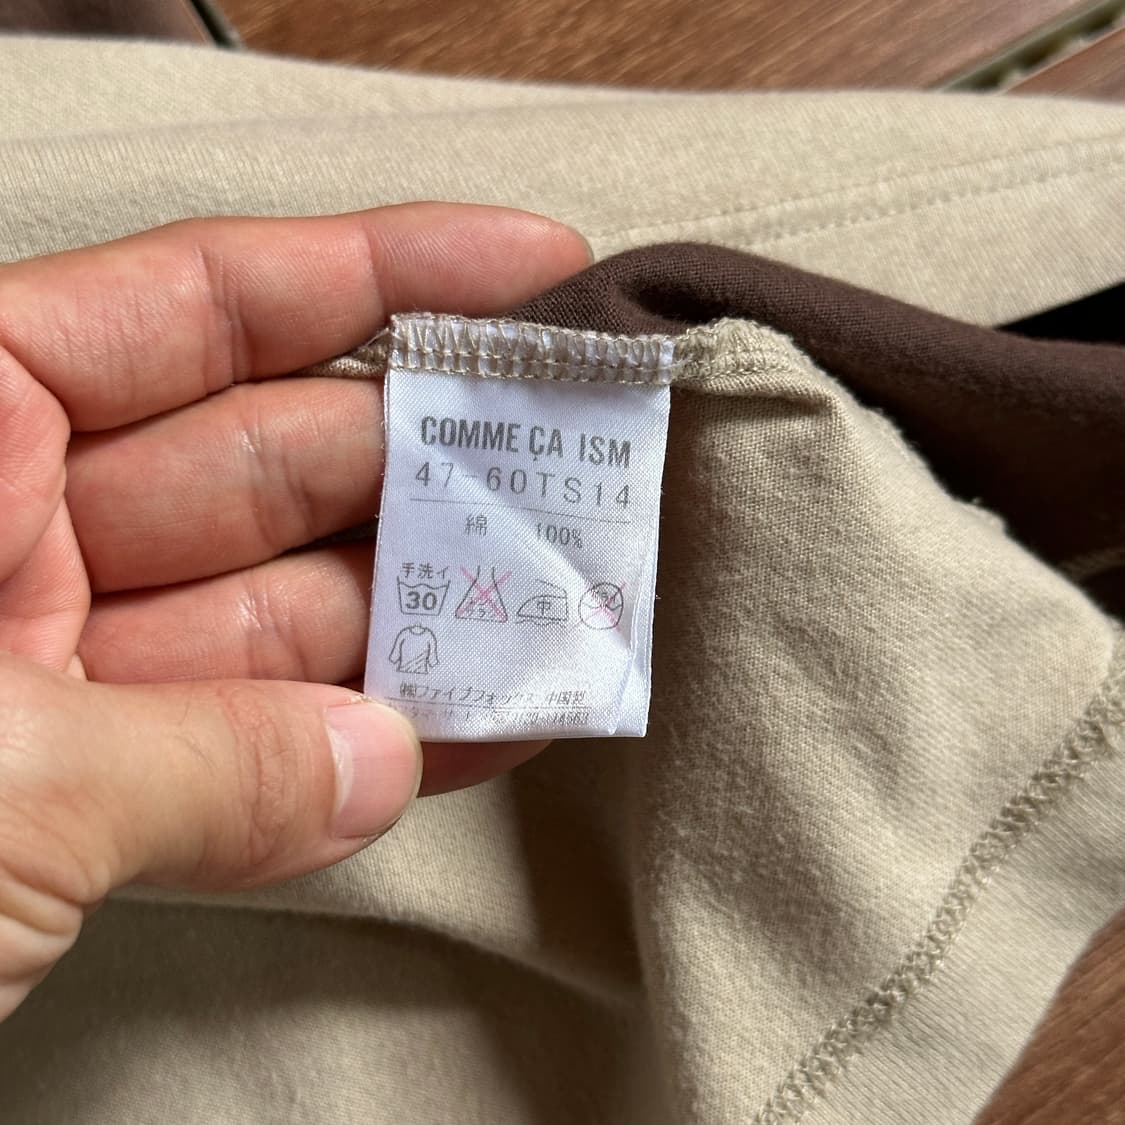 COMME ÇA ISM
47-60TS14
綿 100%
手洗イ
30 中
㈱ファイブフォックス 中国製